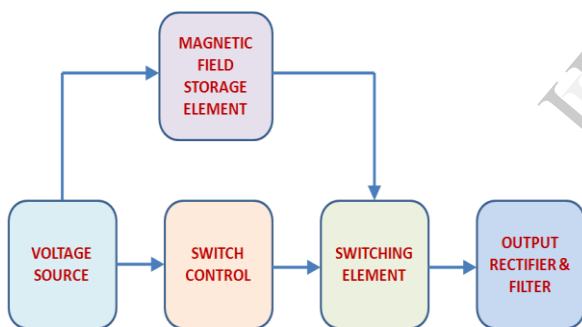 MAGNETIC
FIELD
STORAGE
ELEMENT
VOLTAGE
SOURCE
SWITCH
CONTROL
SWITCHING
ELEMENT
OUTPUT
RECTIFIER &
FILTER